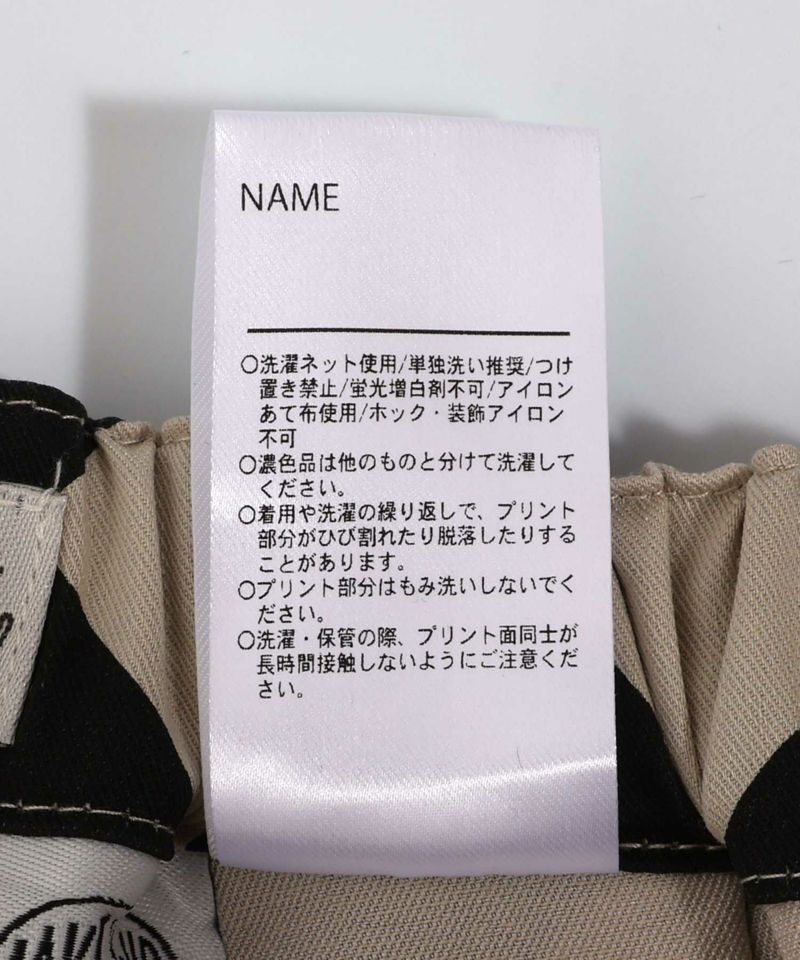 NAME
○洗濯ネット使用/単独洗い推奨/つけ
置き禁止/蛍光増白剤不可/アイロン
あて布使用/ホック・装飾アイロン
不可
○濃色品は他のものと分けて洗濯して
ください。
○着用や洗濯の繰り返しで、プリント
部分がひび割れたり脱落したりする
ことがあります。
○プリント部分はもみ洗いしないでく
ださい。
○洗濯・保管の際、プリント面同士が
長時間接触しないようにご注意くだ
さい。